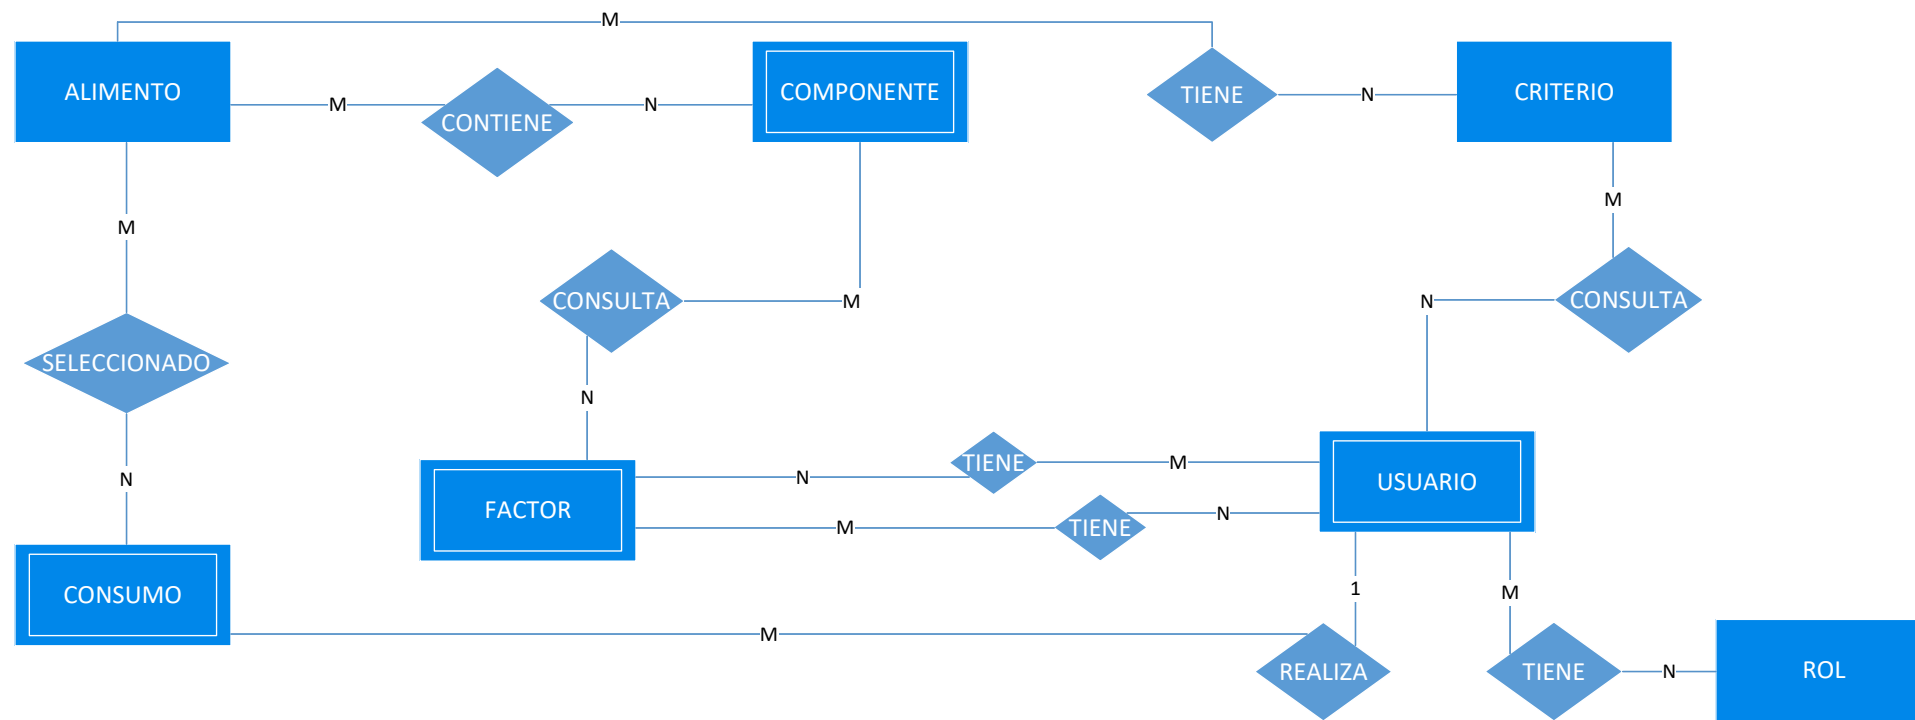 M
ALIMENTO
COMPONENTE
TIENE
CRITERIO
M
N
N
CONTIENE
M
M
CONSULTA
M
N
CONSULTA
SELECCIONADO
N
TIENE
M
N
N
USUARIO
FACTOR
M
TIENE
N
CONSUMO
1
M
M
REALIZA
TIENE
N
ROL